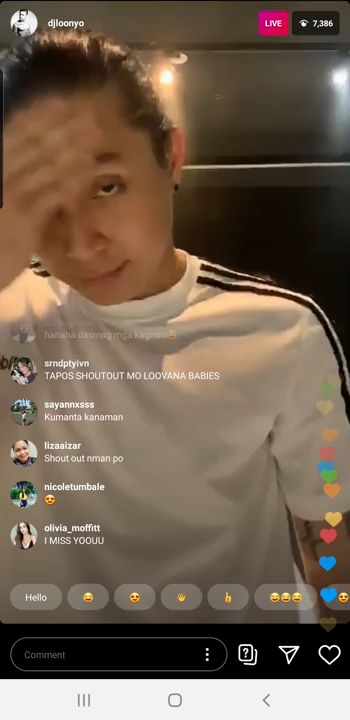 djloonyo
LIVE
7,386
hahaha dasmag mga kagiron😂
srndptyivn
TAPOS SHOUTOUT MO LOOVANA BABIES
sayannxsss
Kumanta kanaman
lizaaizar
Shout out nman po
nicoletumbale
😍
olivia_moffitt
I MISS YOOUU
Hello 😂 😍 👋 👍 😂😂😂 😍
Comment